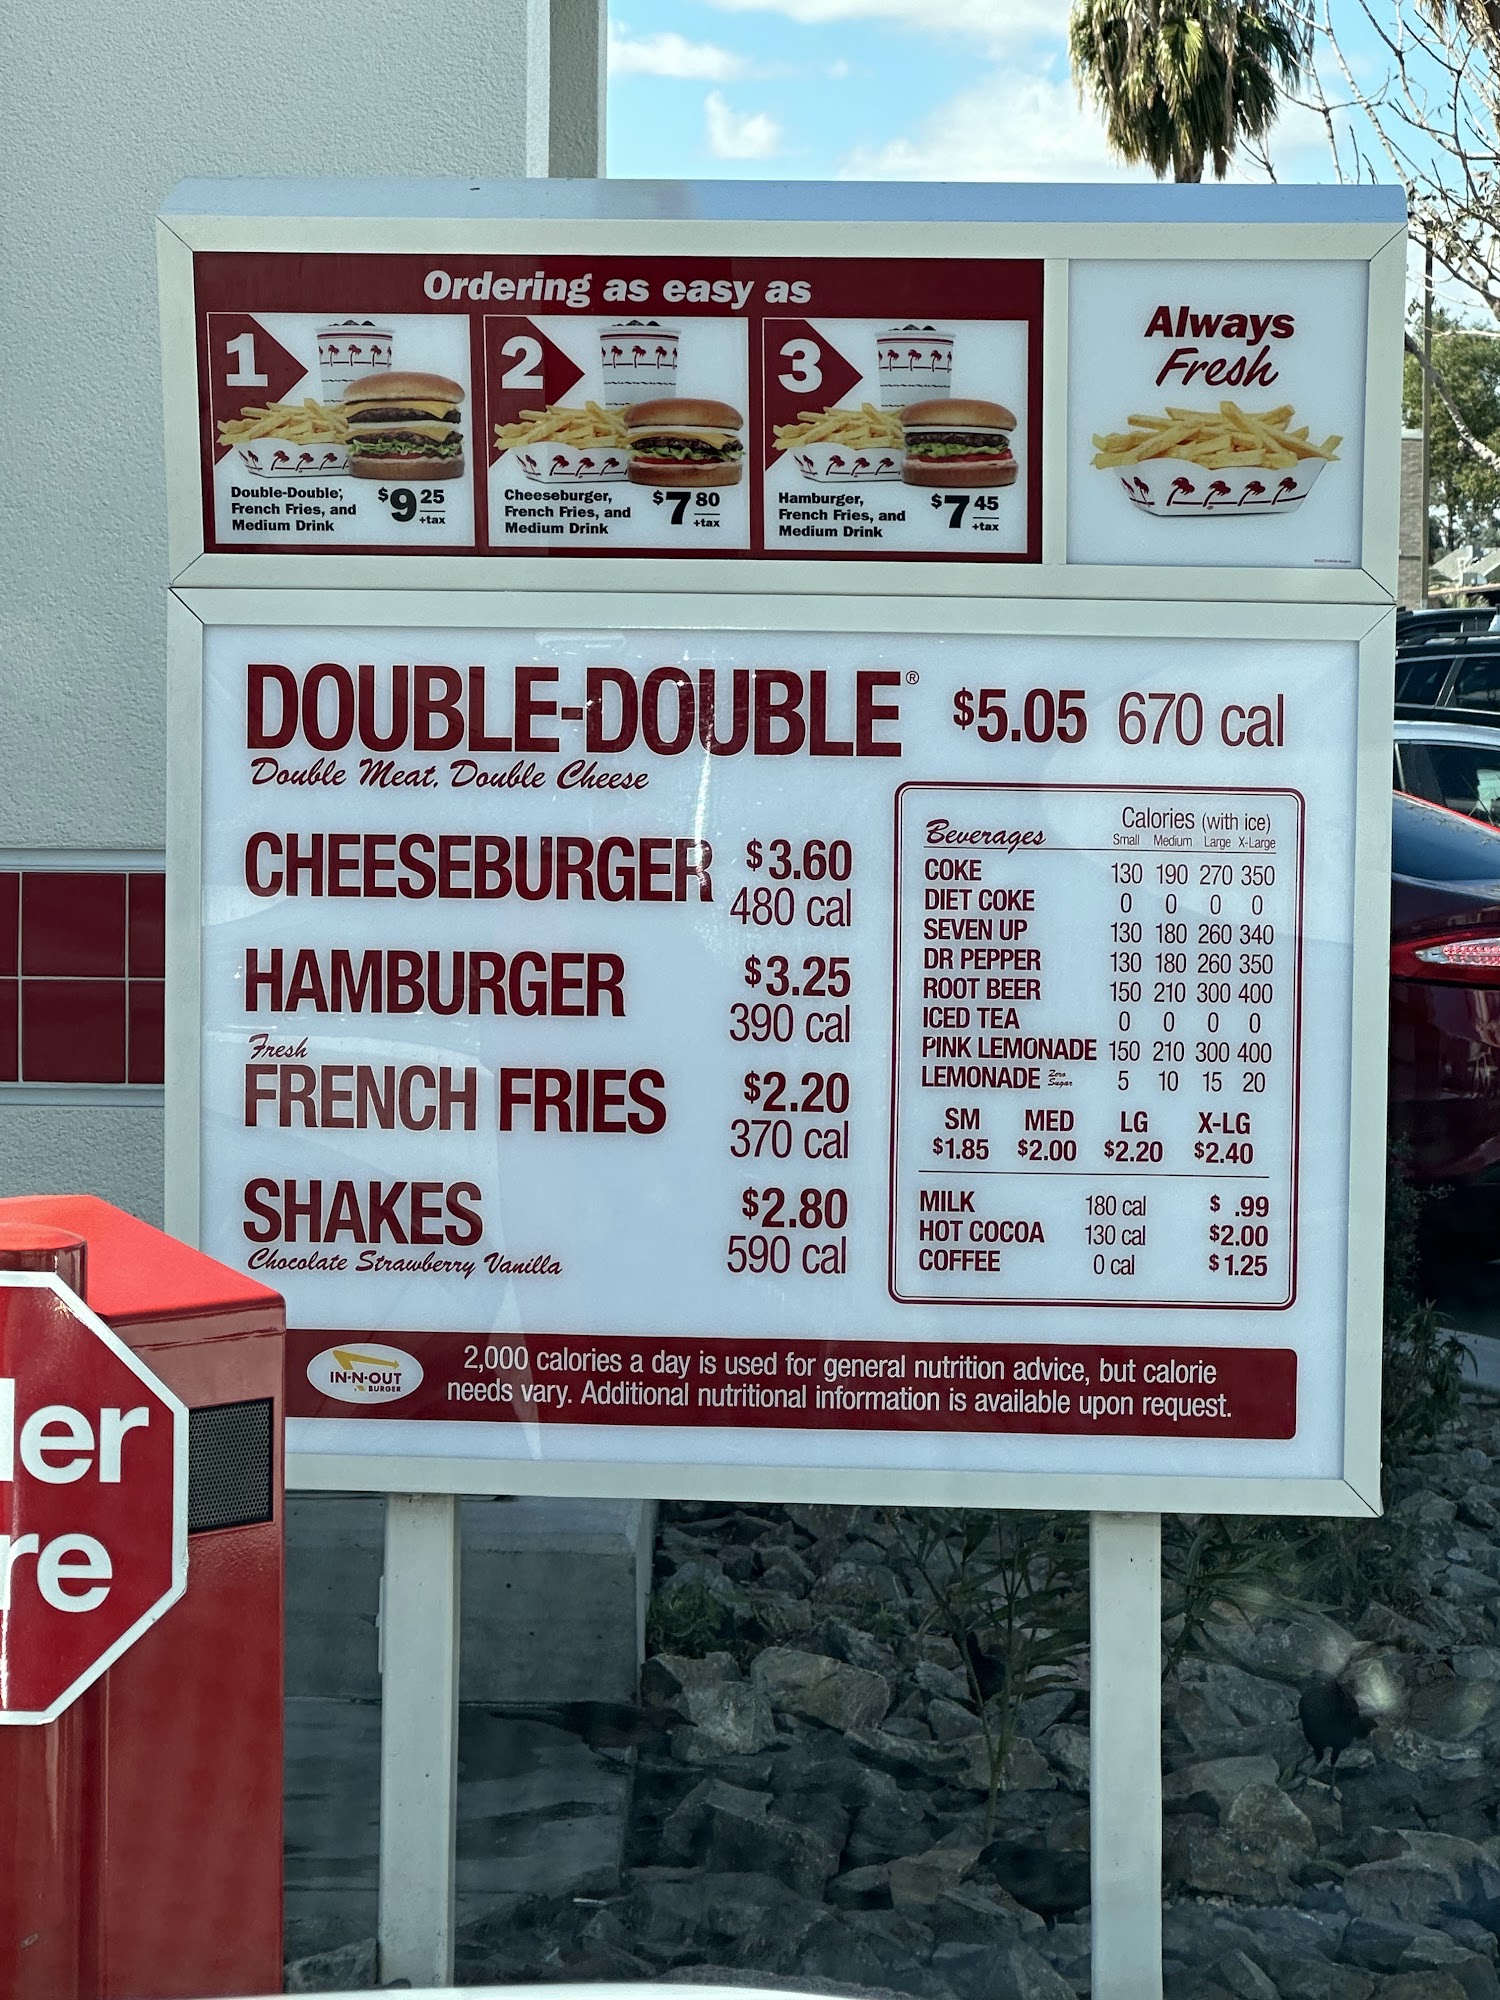 Ordering as easy as
1
Double-Double®,
French Fries, and
Medium Drink
$9 25
+tax
2
Cheeseburger,
French Fries, and
Medium Drink
$7 80
+tax
3
Hamburger,
French Fries, and
Medium Drink
$7 45
+tax
Always
Fresh
DOUBLE-DOUBLE® $5.05 670 cal
Double Meat, Double Cheese
CHEESEBURGER $3.60
480 cal
HAMBURGER $3.25
390 cal
Fresh
FRENCH FRIES $2.20
370 cal
SHAKES $2.80
Chocolate Strawberry Vanilla 590 cal
Calories (with ice)
Beverages Small Medium Large X-Large
COKE 130 190 270 350
DIET COKE 0 0 0 0
SEVEN UP 130 180 260 340
DR PEPPER 130 180 260 350
ROOT BEER 150 210 300 400
ICED TEA 0 0 0 0
PINK LEMONADE 150 210 300 400
LEMONADE Zero Sugar 5 10 15 20
SM MED LG X-LG
$1.85 $2.00 $2.20 $2.40
MILK 180 cal $ .99
HOT COCOA 130 cal $2.00
COFFEE 0 cal $1.25
IN-N-OUT
BURGER
2,000 calories a day is used for general nutrition advice, but calorie
needs vary. Additional nutritional information is available upon request.
er
re